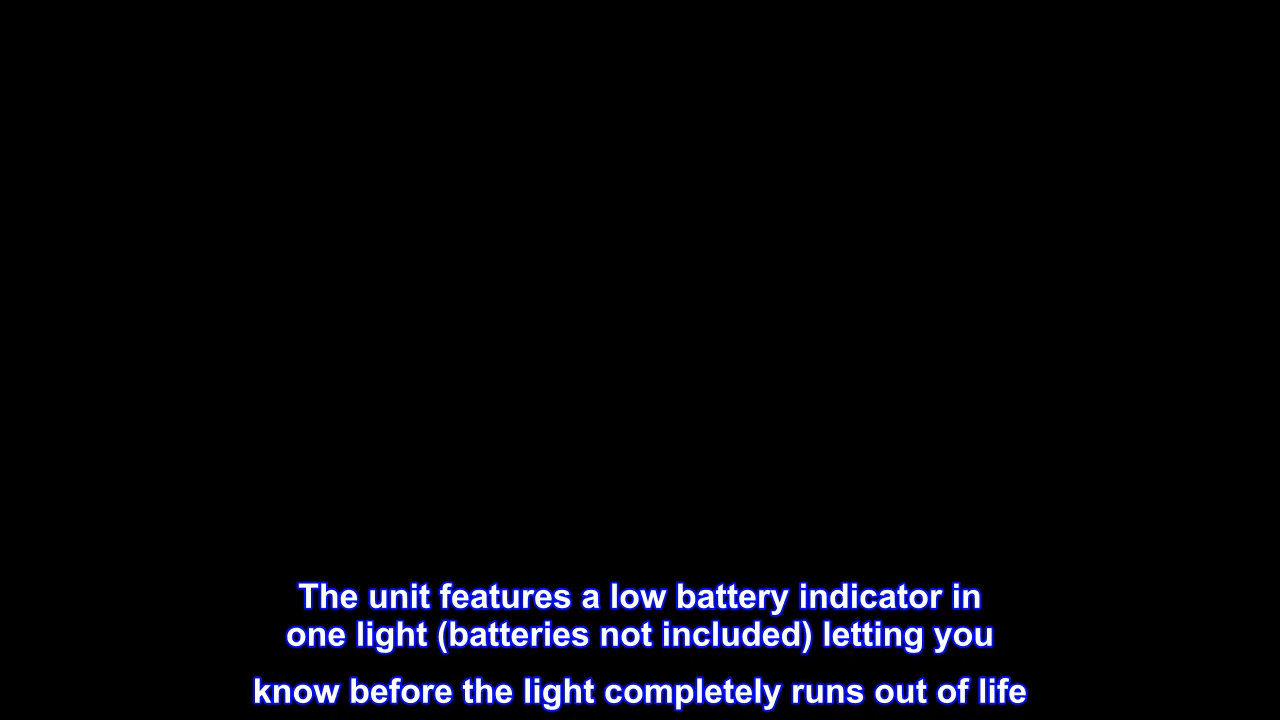 The unit features a low battery indicator in
one light (batteries not included) letting you
know before the light completely runs out of life